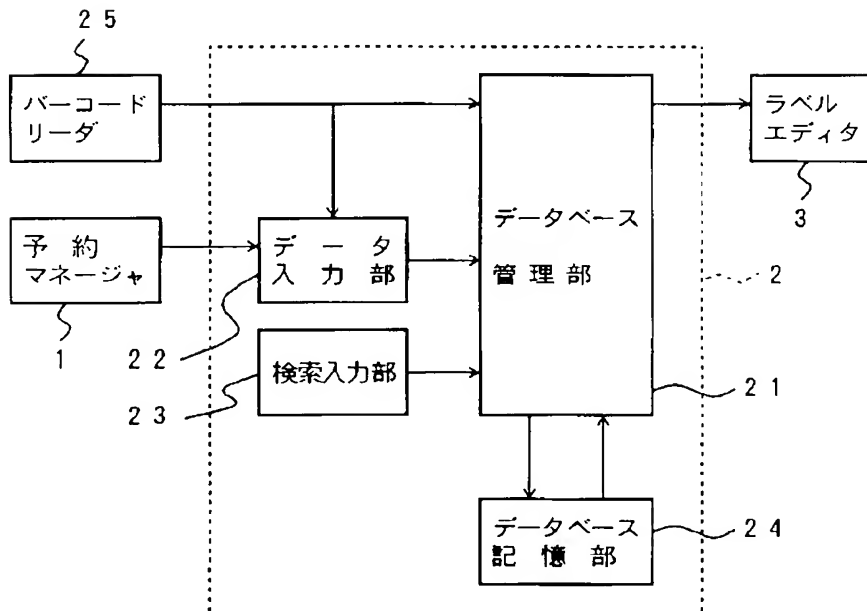 25
バーコード
リーダ
ラベル
エディタ
3
予約
マネージャ
1
データ
入力部
22
データベース
管理部
2
検索入力部
23
21
データベース
記憶部
24